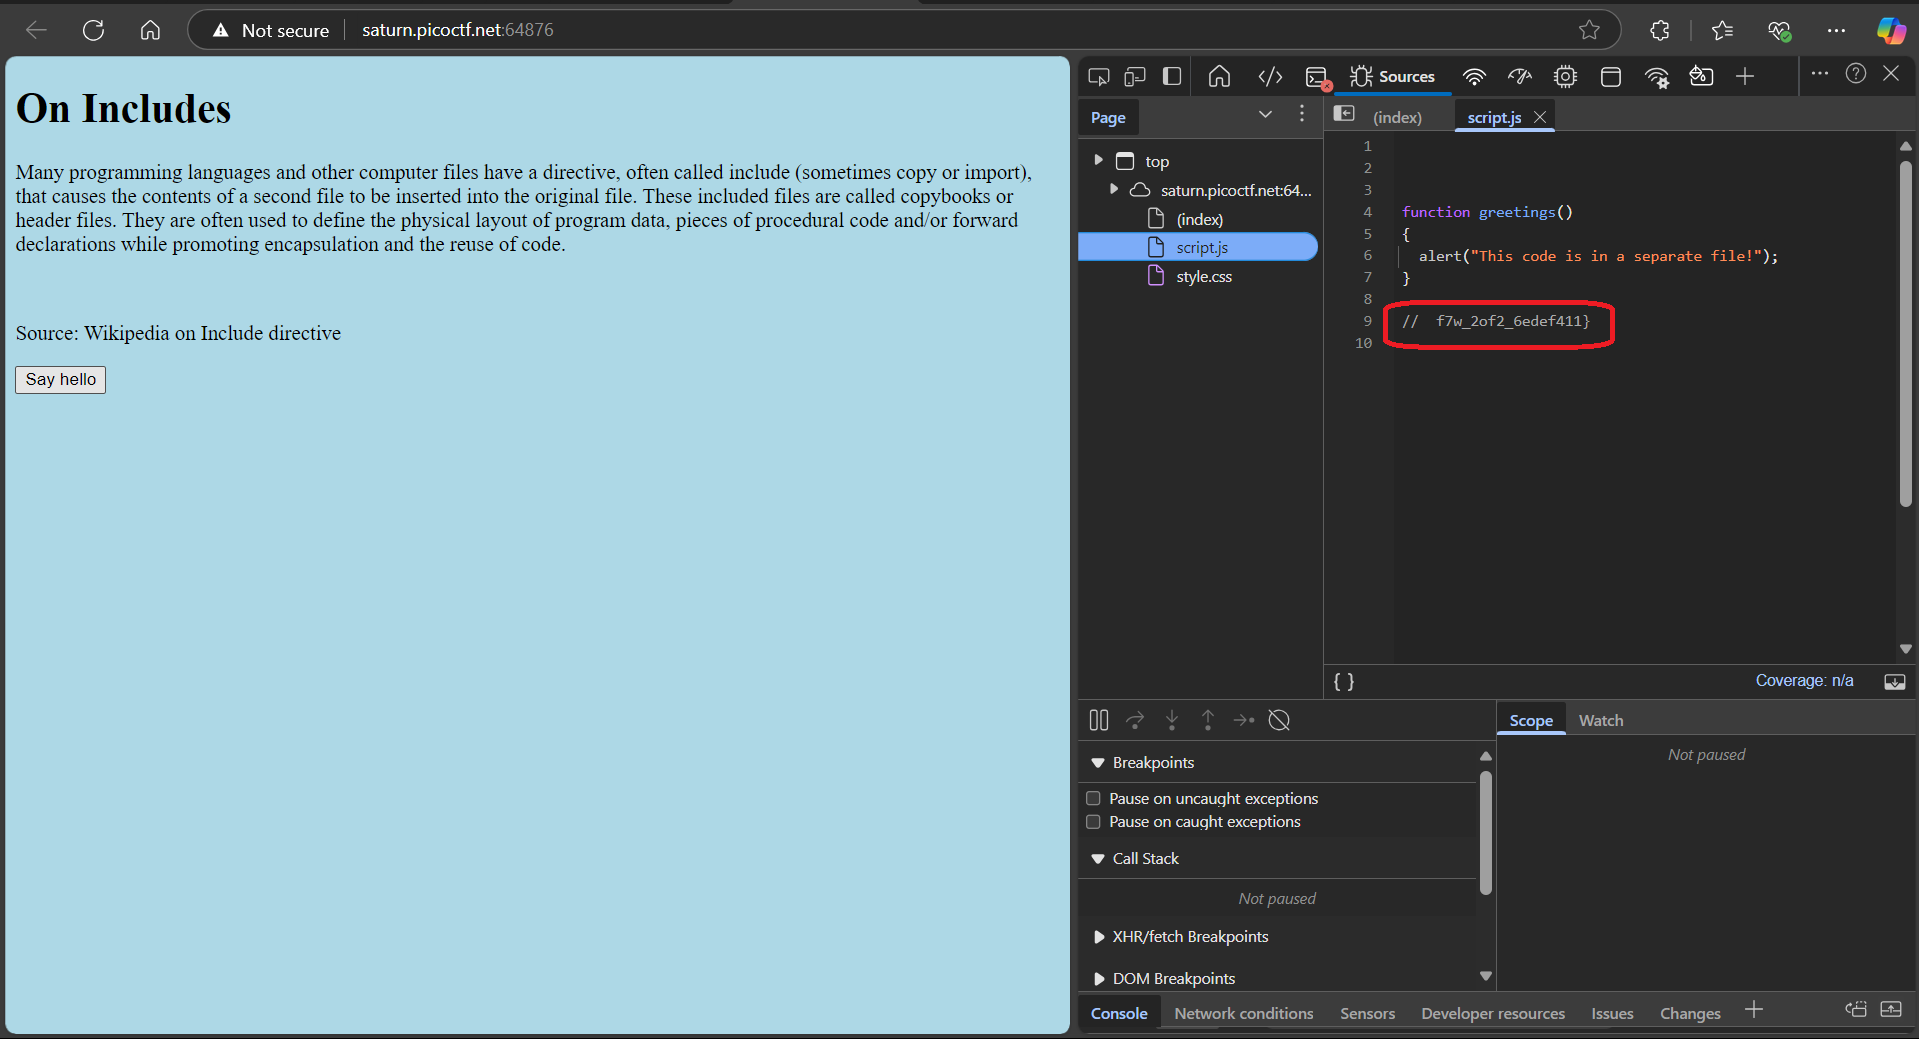 Not secure
saturn.picoctf.net:64876
On Includes
Many programming languages and other computer files have a directive, often called include (sometimes copy or import),
that causes the contents of a second file to be inserted into the original file. These included files are called copybooks or
header files. They are often used to define the physical layout of program data, pieces of procedural code and/or forward
declarations while promoting encapsulation and the reuse of code.
Source: Wikipedia on Include directive
Say hello
Sources
Page
top
saturn.picoctf.net:64...
(index)
script.js
style.css
(index)
script.js
1
2
3
4 function greetings()
5 {
6 alert("This code is in a separate file!");
7 }
8
9 //  f7w_2of2_6edef411}
10
{ }
Coverage: n/a
Breakpoints
Pause on uncaught exceptions
Pause on caught exceptions
Call Stack
Not paused
XHR/fetch Breakpoints
DOM Breakpoints
Scope
Watch
Not paused
Console
Network conditions
Sensors
Developer resources
Issues
Changes